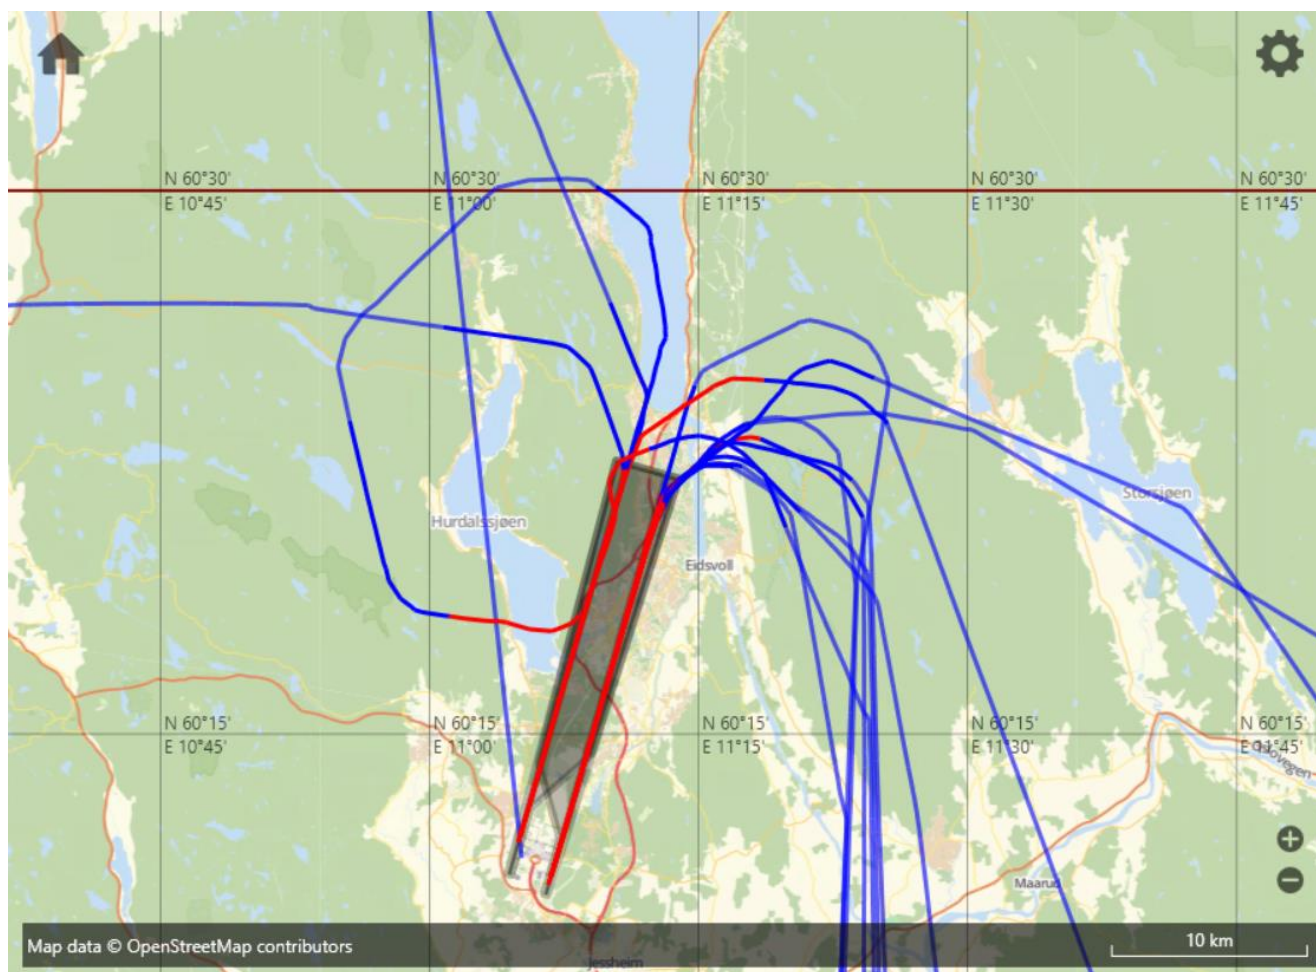 N 60°30'
E 10°45'
N 60°30'
E 11°00'
N 60°30'
E 11°15'
N 60°30'
E 11°30'
N 60°30'
E 11°45'
Hurdalssjøen
Storsjøen
Eidsvoll
N 60°15'
E 10°45'
N 60°15'
E 11°00'
N 60°15'
E 11°15'
N 60°15'
E 11°30'
N 60°15'
E 11°45'
Maarud
Map data © OpenStreetMap contributors
10 km
Jessheim